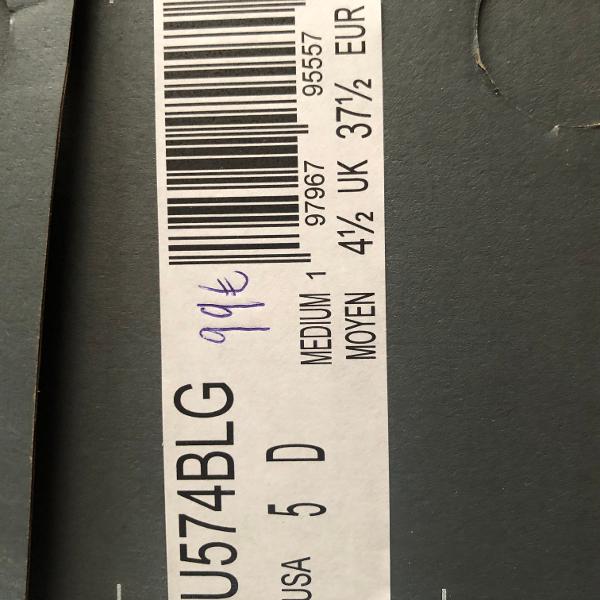 U574BLG 99€
USA 5 D
MEDIUM 1 97967 95557
MOYEN 4½ UK 37½ EUR